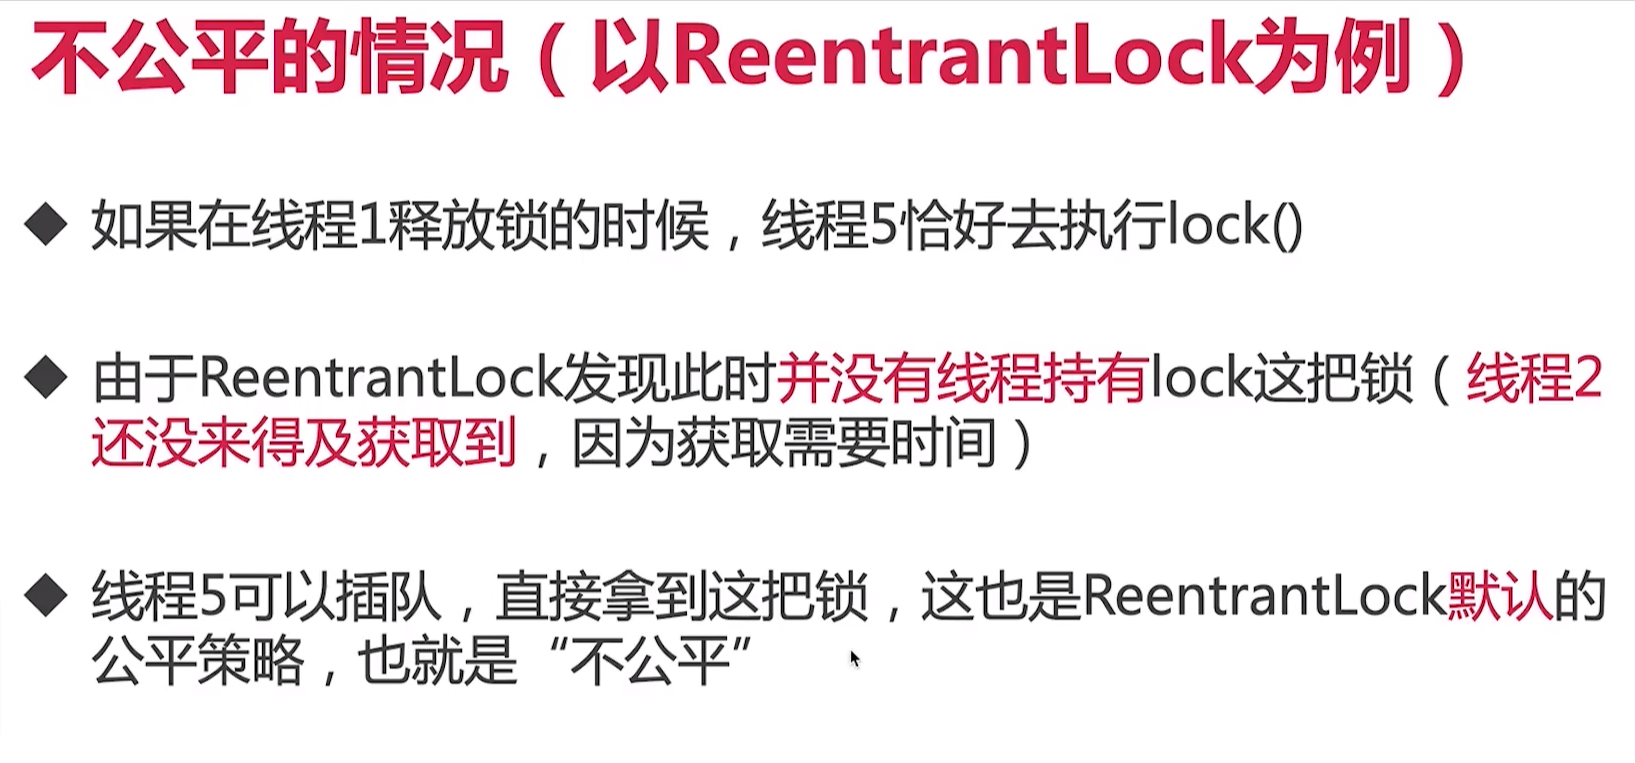 不公平的情况（以ReentrantLock为例）
◆ 如果在线程1释放锁的时候，线程5恰好去执行lock()
◆ 由于ReentrantLock发现此时并没有线程持有lock这把锁（线程2
还没来得及获取到，因为获取需要时间）
◆ 线程5可以插队，直接拿到这把锁，这也是ReentrantLock默认的
公平策略，也就是“不公平”